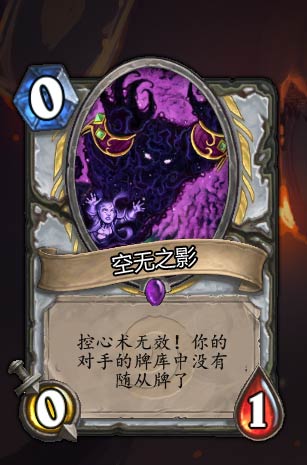 0
空无之影
控心术无效！你的
对手的牌库中没有
随从牌了
0
1